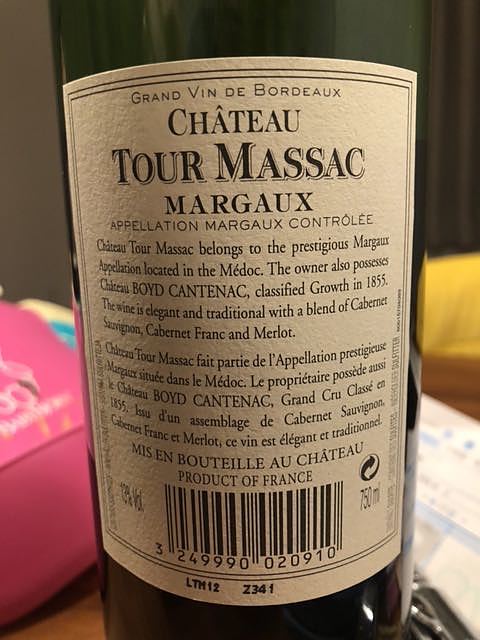 GRAND VIN DE BORDEAUX
CHÂTEAU
TOUR MASSAC
MARGAUX
APPELLATION MARGAUX CONTRÔLÉE
Château Tour Massac belongs to the prestigious Margaux
Appellation located in the Médoc. The owner also possesses
Château BOYD CANTENAC, classified Growth in 1855.
The wine is elegant and traditional with a blend of Cabernet
Sauvignon, Cabernet Franc and Merlot.
Château Tour Massac fait partie de l'Appellation prestigieuse
Margaux située dans le Médoc. Le propriétaire possède aussi
le Château BOYD CANTENAC, Grand Cru Classé en
1855. Issu d'un assemblage de Cabernet Sauvignon,
Cabernet Franc et Merlot, ce vin est élégant et traditionnel.
MIS EN BOUTEILLE AU CHÂTEAU
PRODUCT OF FRANCE
13% Vol.
750 ml
3 249990 020910
LTM12 Z341